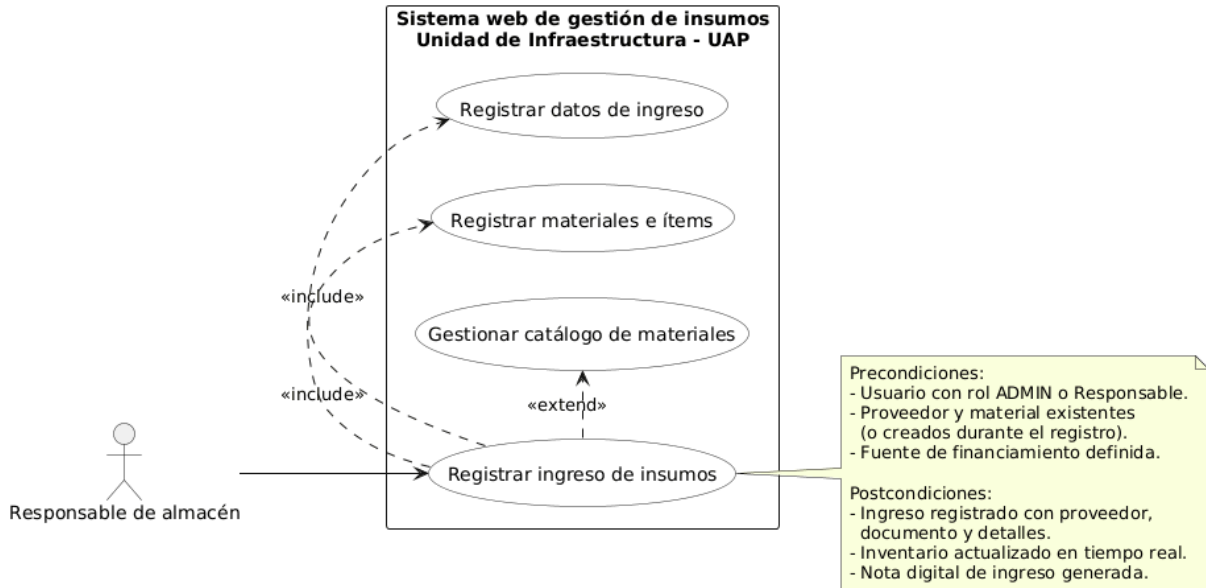 Sistema web de gestión de insumos
Unidad de Infraestructura - UAP
Registrar datos de ingreso
Registrar materiales e ítems
«include»
Gestionar catálogo de materiales
«include»
«extend»
Registrar ingreso de insumos
Responsable de almacén
Precondiciones:
- Usuario con rol ADMIN o Responsable.
- Proveedor y material existentes
(o creados durante el registro).
- Fuente de financiamiento definida.
Postcondiciones:
- Ingreso registrado con proveedor,
documento y detalles.
- Inventario actualizado en tiempo real.
- Nota digital de ingreso generada.